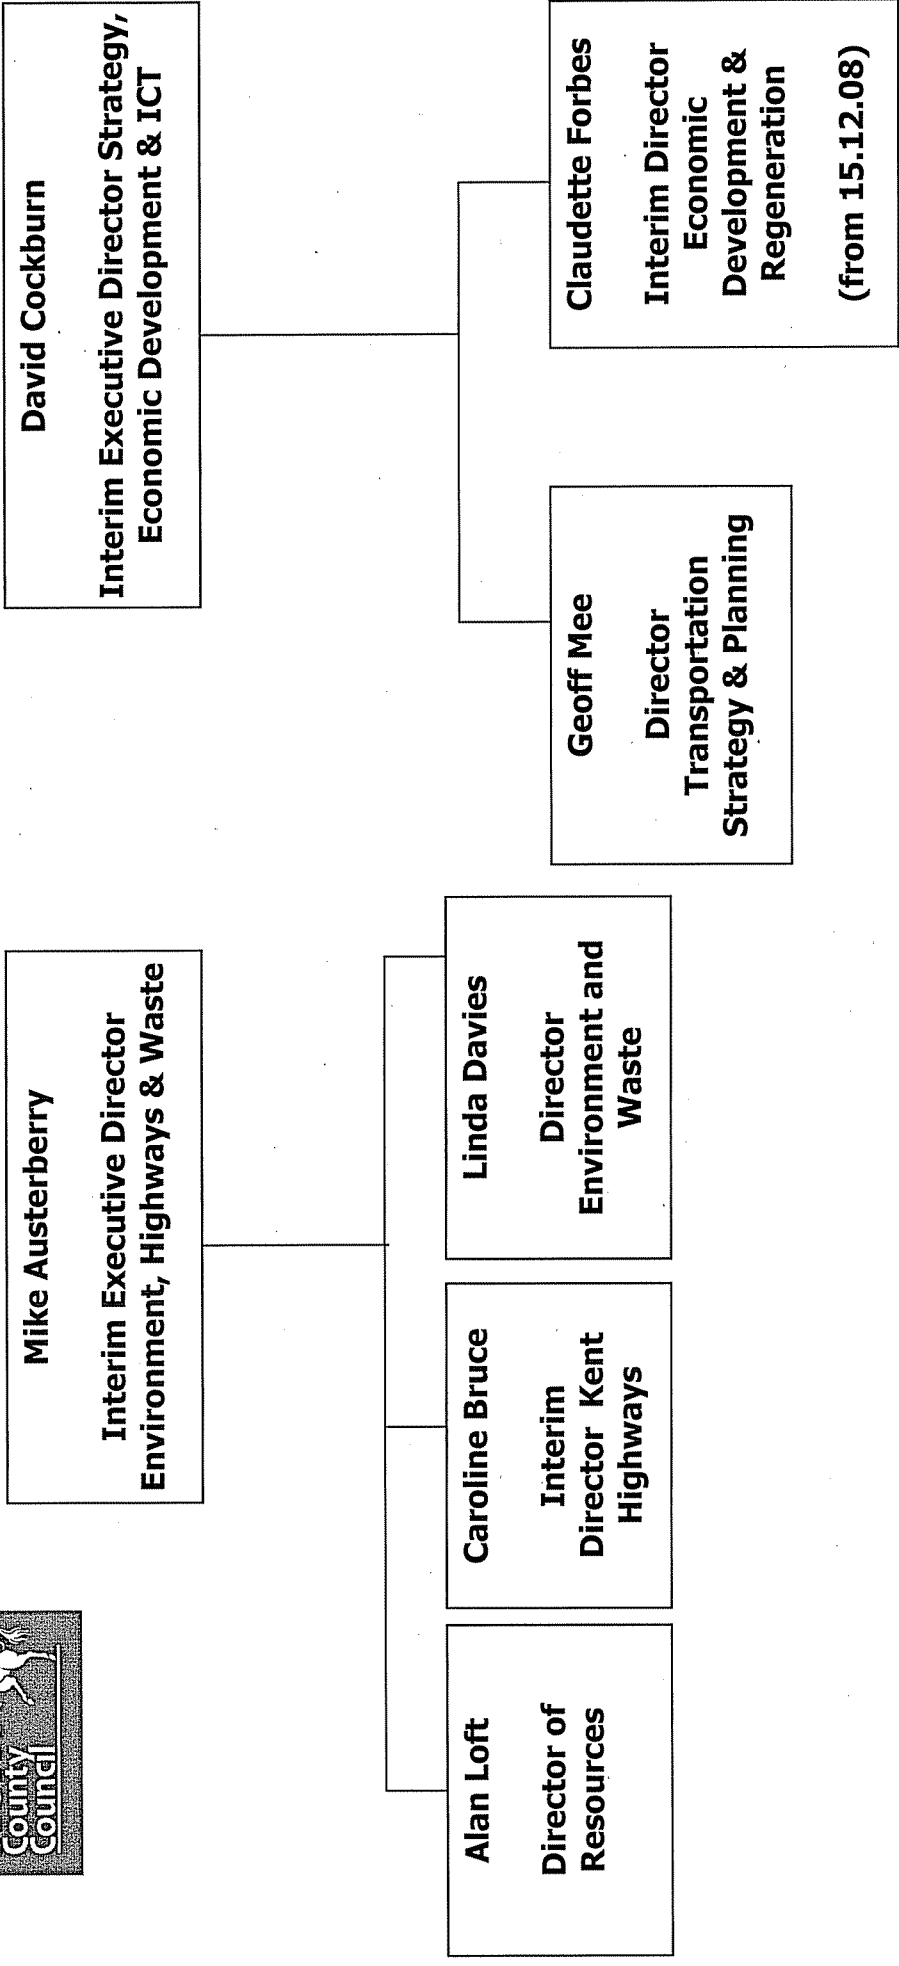 County
Council
Mike Austerberry
Interim Executive Director
Environment, Highways & Waste
David Cockburn
Interim Executive Director Strategy,
Economic Development & ICT
Alan Loft
Director of
Resources
Caroline Bruce
Interim
Director Kent
Highways
Linda Davies
Director
Environment and
Waste
Geoff Mee
Director
Transportation
Strategy & Planning
Claudette Forbes
Interim Director
Economic
Development &
Regeneration
(from 15.12.08)